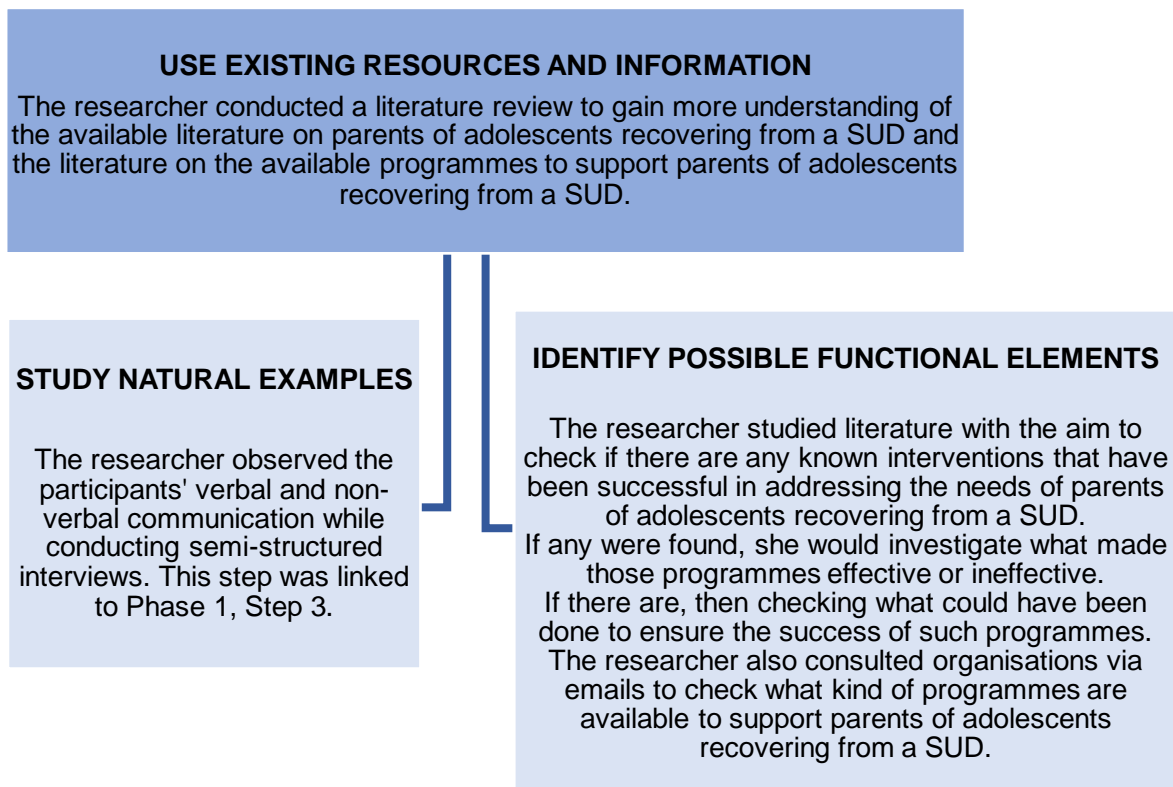 USE EXISTING RESOURCES AND INFORMATION
The researcher conducted a literature review to gain more understanding of
the available literature on parents of adolescents recovering from a SUD and
the literature on the available programmes to support parents of adolescents
recovering from a SUD.
STUDY NATURAL EXAMPLES
The researcher observed the
participants' verbal and non-
verbal communication while
conducting semi-structured
interviews. This step was linked
to Phase 1, Step 3.
IDENTIFY POSSIBLE FUNCTIONAL ELEMENTS
The researcher studied literature with the aim to
check if there are any known interventions that have
been successful in addressing the needs of parents
of adolescents recovering from a SUD.
If any were found, she would investigate what made
those programmes effective or ineffective.
If there are, then checking what could have been
done to ensure the success of such programmes.
The researcher also consulted organisations via
emails to check what kind of programmes are
available to support parents of adolescents
recovering from a SUD.